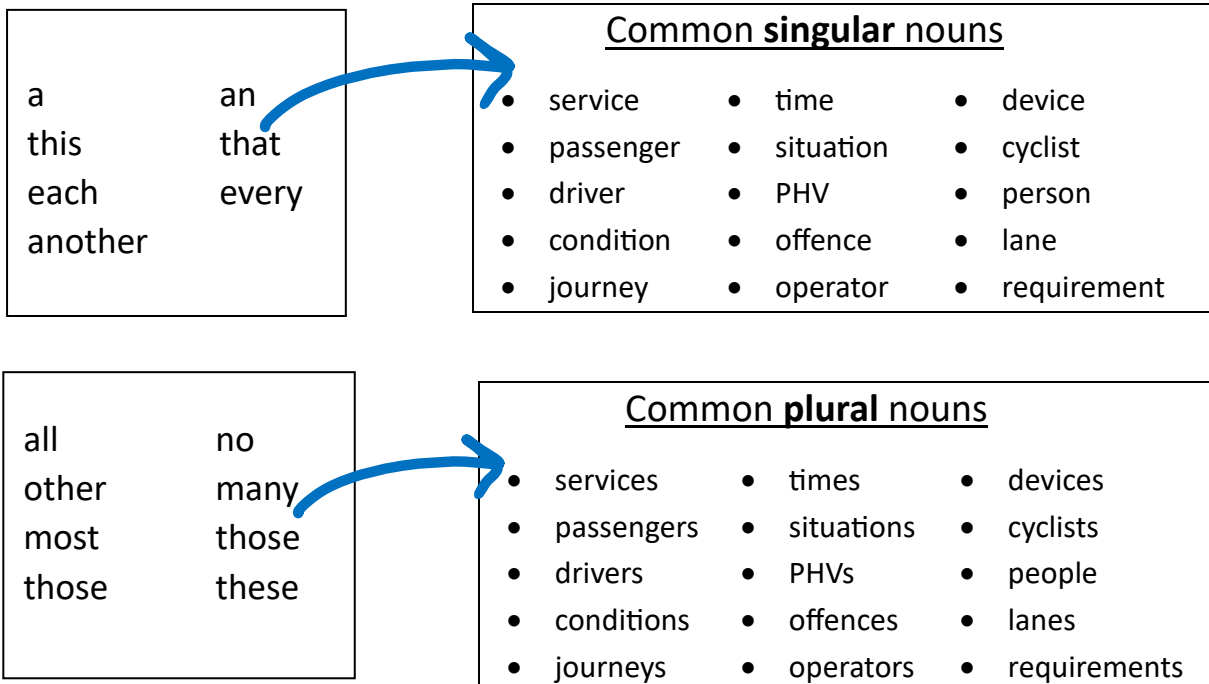 a an
this that
each every
another
Common singular nouns
• service • time • device
• passenger • situation • cyclist
• driver • PHV • person
• condition • offence • lane
• journey • operator • requirement
all no
other many
most those
those these
Common plural nouns
• services • times • devices
• passengers • situations • cyclists
• drivers • PHVs • people
• conditions • offences • lanes
• journeys • operators • requirements